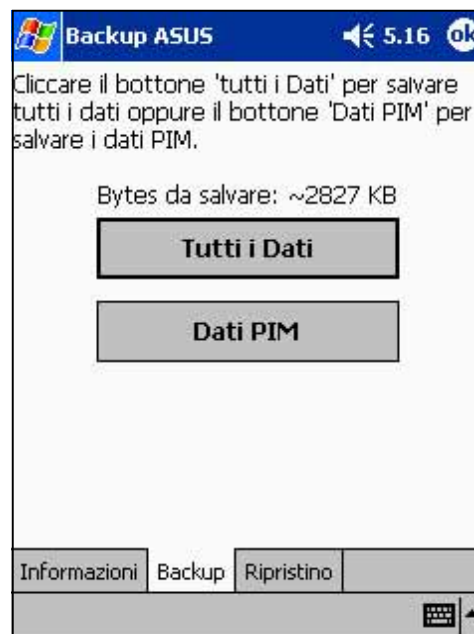 Backup ASUS 5.16 ok
Cliccare il bottone 'tutti i Dati' per salvare
tutti i dati oppure il bottone 'Dati PIM' per
salvare i dati PIM.
Bytes da salvare: ~2827 KB
Tutti i Dati
Dati PIM
Informazioni Backup Ripristino